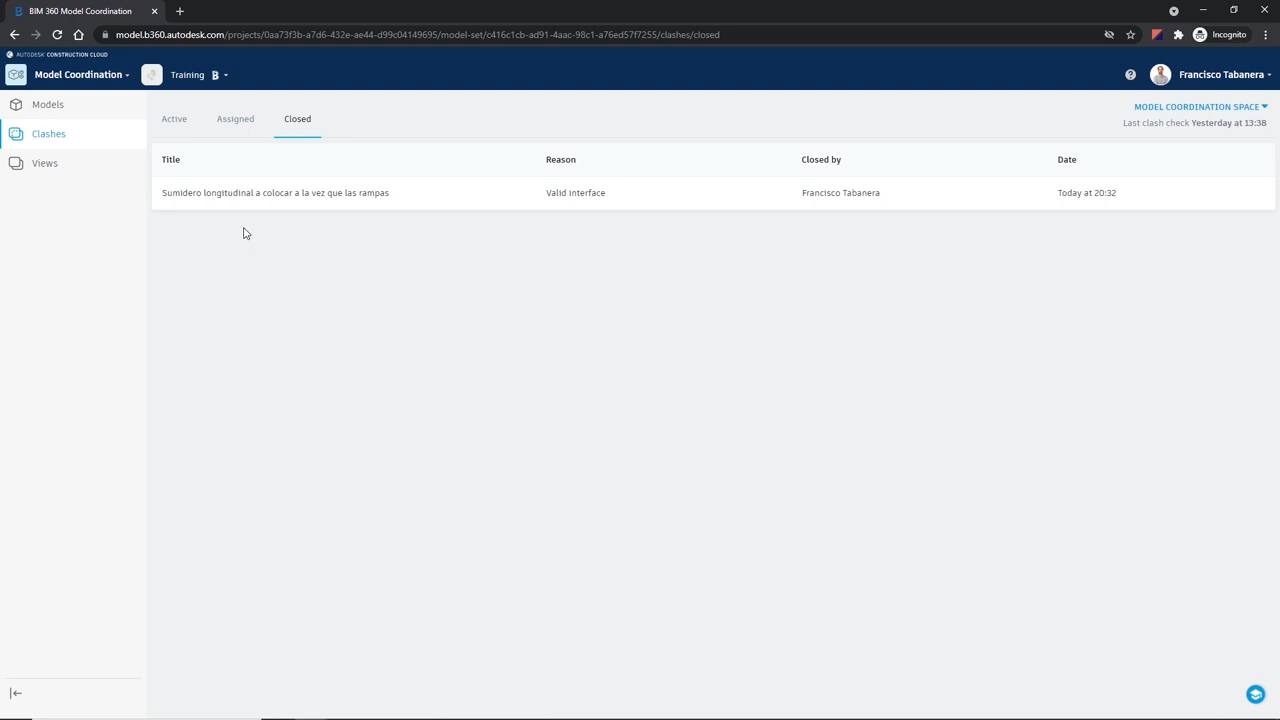 BIM 360 Model Coordination
model.b360.autodesk.com/projects/0aa73f3b-a7d6-432e-ae44-d99c04149695/model-set/c416c1cb-ad91-4aac-98c1-a76ed57f7255/clashes/closed
Incognito
AUTODESK CONSTRUCTION CLOUD
Model Coordination
Training
Francisco Tabanera
Models
Clashes
Views
Active Assigned Closed
MODEL COORDINATION SPACE
Last clash check Yesterday at 13:38
Title Reason Closed by Date
Sumidero longitudinal a colocar a la vez que las rampas Valid interface Francisco Tabanera Today at 20:32